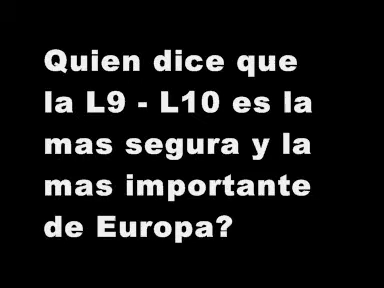 Quien dice que
la L9 - L10 es la
mas segura y la
mas importante
de Europa?